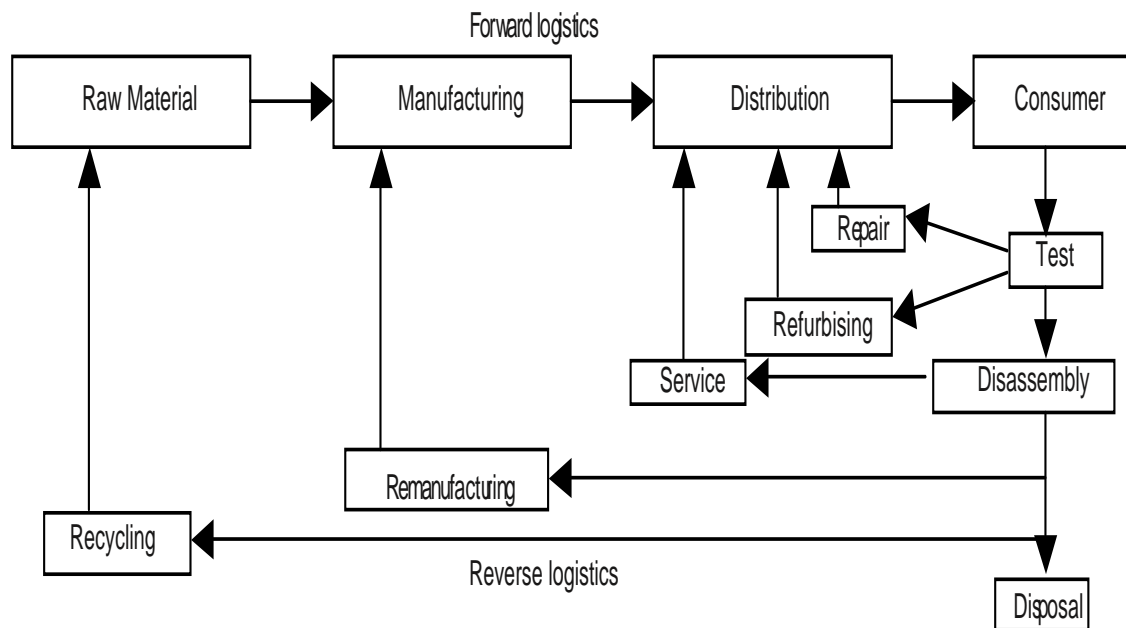 Forward logistics
Raw Material
Manufacturing
Distribution
Consumer
Repair
Test
Refurbising
Service
Disassembly
Remanufacturing
Recycling
Reverse logistics
Disposal